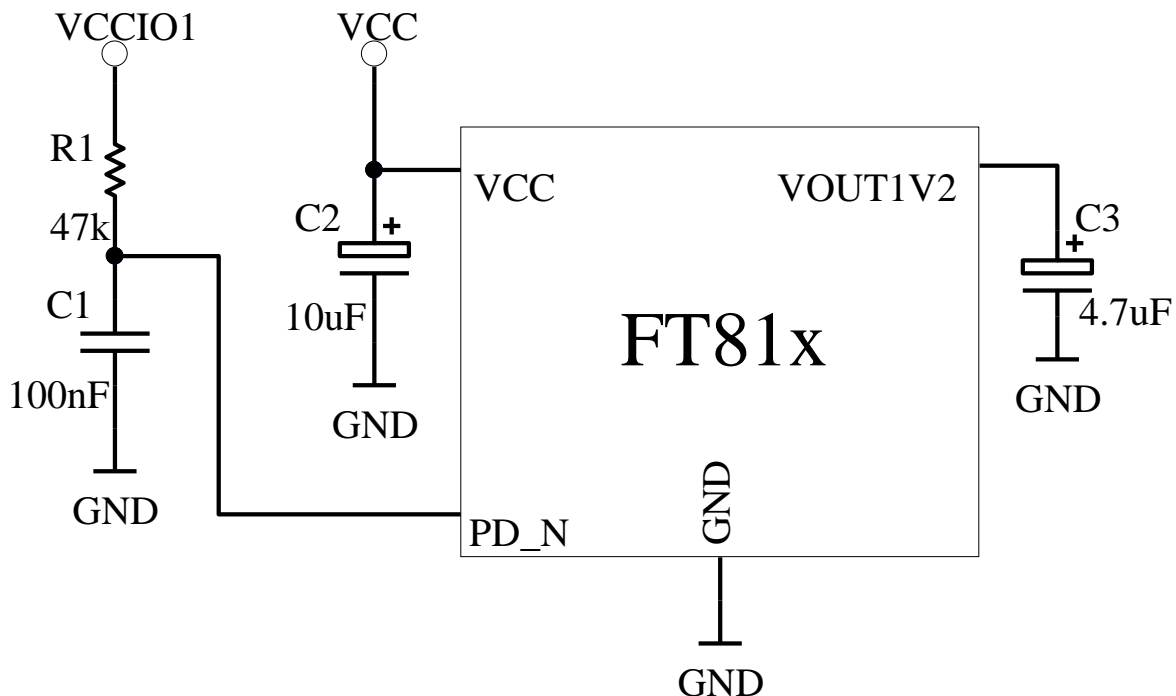 VCCIO1
VCC
R1
47k
C1
100nF
GND
C2
+
10uF
GND
VCC
VOUT1V2
FT81x
PD_N
GND
GND
C3
+
4.7uF
GND